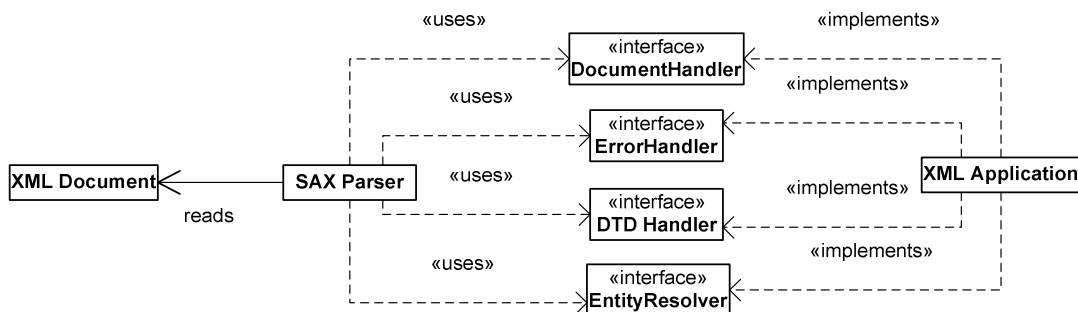 «uses»
«implements»
«interface»
DocumentHandler
«uses»
«implements»
«interface»
ErrorHandler
XML Document
SAX Parser
XML Application
reads
«uses»
«implements»
«interface»
DTD Handler
«uses»
«implements»
«interface»
EntityResolver